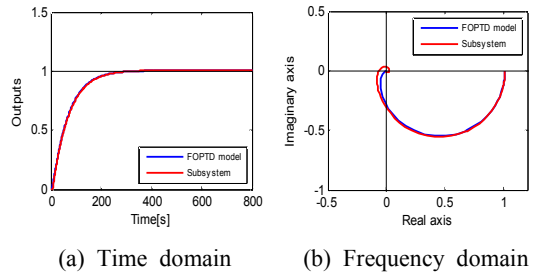 1.5
1
0.5
0
Outputs
0 200 400 600 800
Time[s]
FOPTD model
Subsystem
(a) Time domain
0.5
0
-0.5
-1
Imaginary axis
-0.5 0 0.5 1
Real axis
FOPTD model
Subsystem
(b) Frequency domain